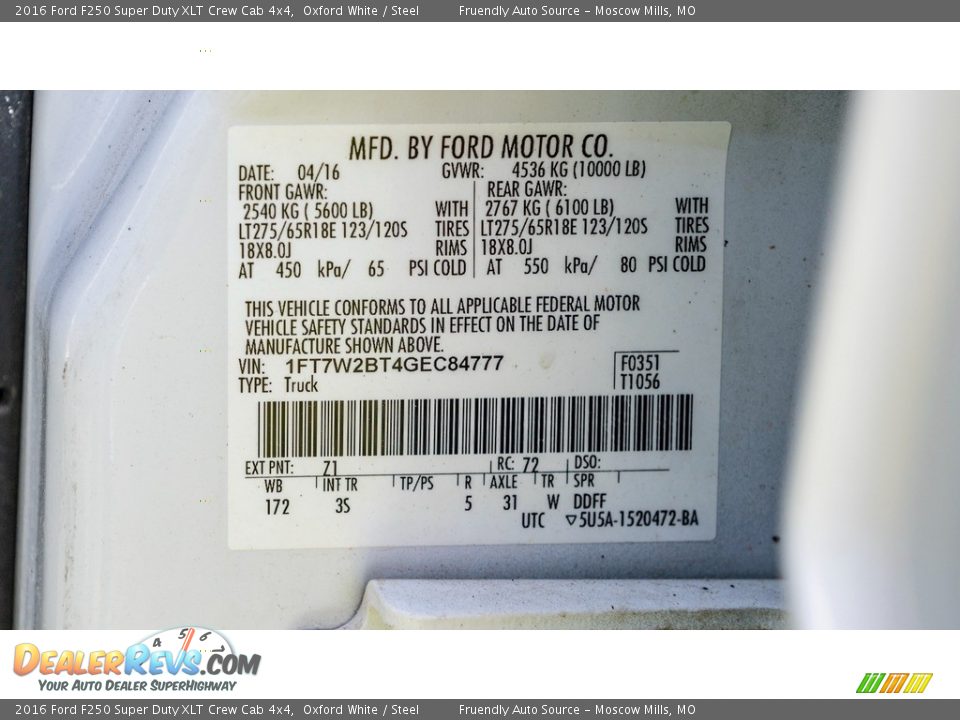 2016 Ford F250 Super Duty XLT Crew Cab 4x4, Oxford White / Steel Fruendly Auto Source - Moscow Mills, MO
MFD. BY FORD MOTOR CO.
DATE: 04/16 GVWR: 4536 KG (10000 LB)
FRONT GAWR: REAR GAWR:
2540 KG ( 5600 LB) WITH 2767 KG ( 6100 LB) WITH
LT275/65R18E 123/120S TIRES LT275/65R18E 123/120S TIRES
18X8.0J RIMS 18X8.0J RIMS
AT 450 kPa/ 65 PSI COLD AT 550 kPa/ 80 PSI COLD
THIS VEHICLE CONFORMS TO ALL APPLICABLE FEDERAL MOTOR
VEHICLE SAFETY STANDARDS IN EFFECT ON THE DATE OF
MANUFACTURE SHOWN ABOVE.
VIN: 1FT7W2BT4GEC84777 F0351
TYPE: Truck T1056
EXT PNT: Z1 RC: 72 DSO:
WB INT TR TP/PS R AXLE TR SPR
172 3S 5 31 W DDFF
UTC ▽5U5A-1520472-BA
4 5 6 7
DEALERREVS.COM
YOUR AUTO DEALER SUPERHIGHWAY
2016 Ford F250 Super Duty XLT Crew Cab 4x4, Oxford White / Steel Fruendly Auto Source - Moscow Mills, MO